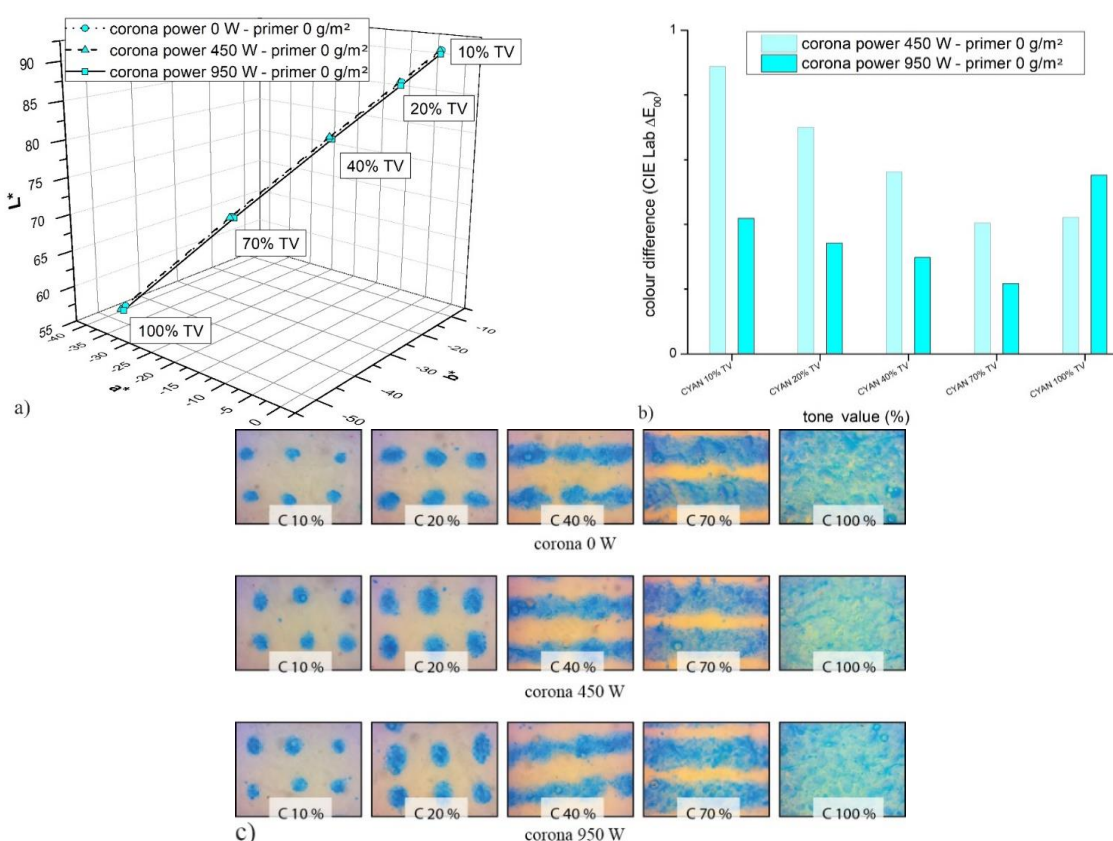 corona power 0 W - primer 0 g/m²
corona power 450 W - primer 0 g/m²
corona power 950 W - primer 0 g/m²
10% TV
20% TV
40% TV
70% TV
100% TV
L*
90
85
80
75
70
65
60
55
-40
-35
-30
-25
-20
-15
-10
-5
0
a*
-50
-40
-30
-20
-10
b*
a)
corona power 450 W - primer 0 g/m²
corona power 950 W - primer 0 g/m²
colour difference (CIE Lab ΔE₀₀)
1
0
CYAN 10% TV
CYAN 20% TV
CYAN 40% TV
CYAN 70% TV
CYAN 100% TV
b)
tone value (%)
C 10 % C 20 % C 40 % C 70 % C 100 %
corona 0 W
C 10 % C 20 % C 40 % C 70 % C 100 %
corona 450 W
C 10 % C 20 % C 40 % C 70 % C 100 %
c)
corona 950 W